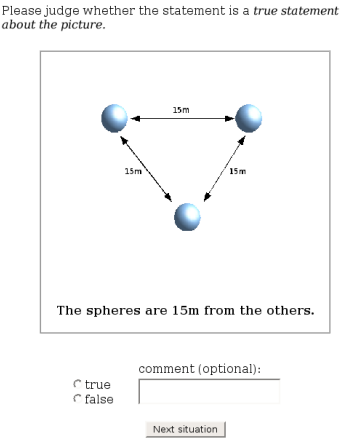 Please judge whether the statement is a true statement
about the picture.
15m
15m
15m
The spheres are 15m from the others.
comment (optional):
true
false
Next situation